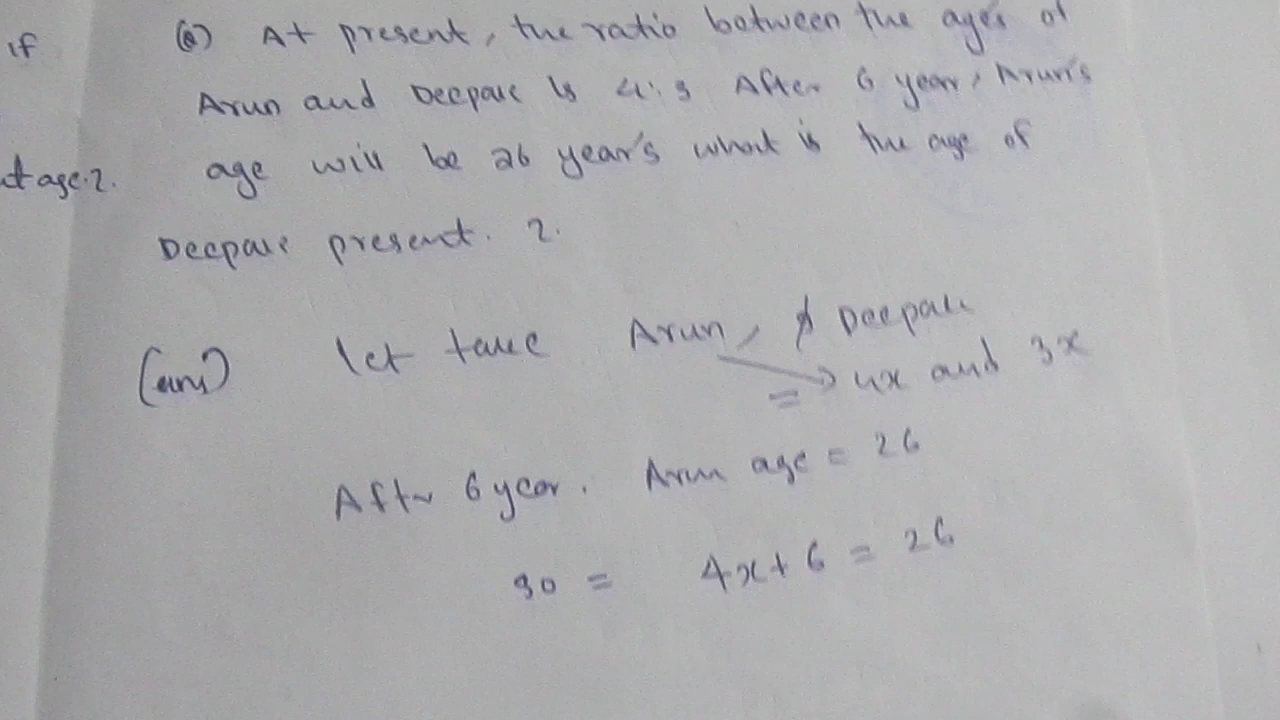 if
(6) At present, the ratio between the ages of
Arun and Deepak is 4:3 After 6 year, Arun's
t age.?. age will be 26 year's what is the age of
Deepak present. ?.
(ans) let take Arun, Deepak
= 4x and 3x
After 6 year. Arun age = 26
so = 4x + 6 = 26